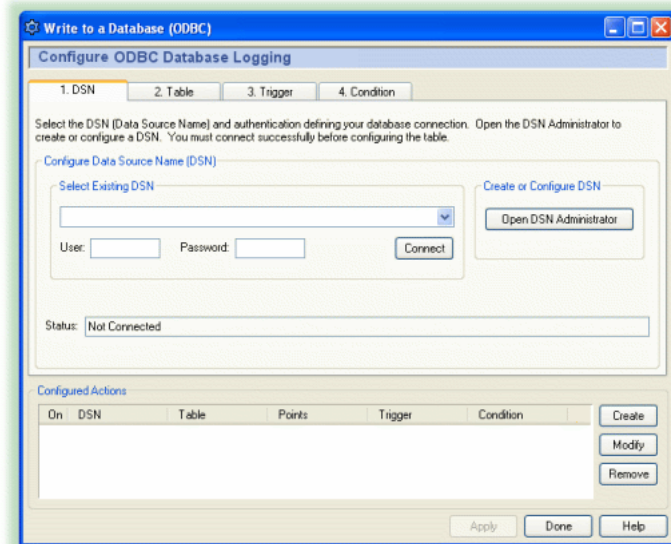 Write to a Database (ODBC)
Configure ODBC Database Logging
1. DSN 2. Table 3. Trigger 4. Condition
Select the DSN (Data Source Name) and authentication defining your database connection. Open the DSN Administrator to
create or configure a DSN. You must connect successfully before configuring the table.
Configure Data Source Name (DSN)
Select Existing DSN
Create or Configure DSN
Open DSN Administrator
User: Password: Connect
Status: Not Connected
Configured Actions
On DSN Table Points Trigger Condition
Create
Modify
Remove
Apply Done Help